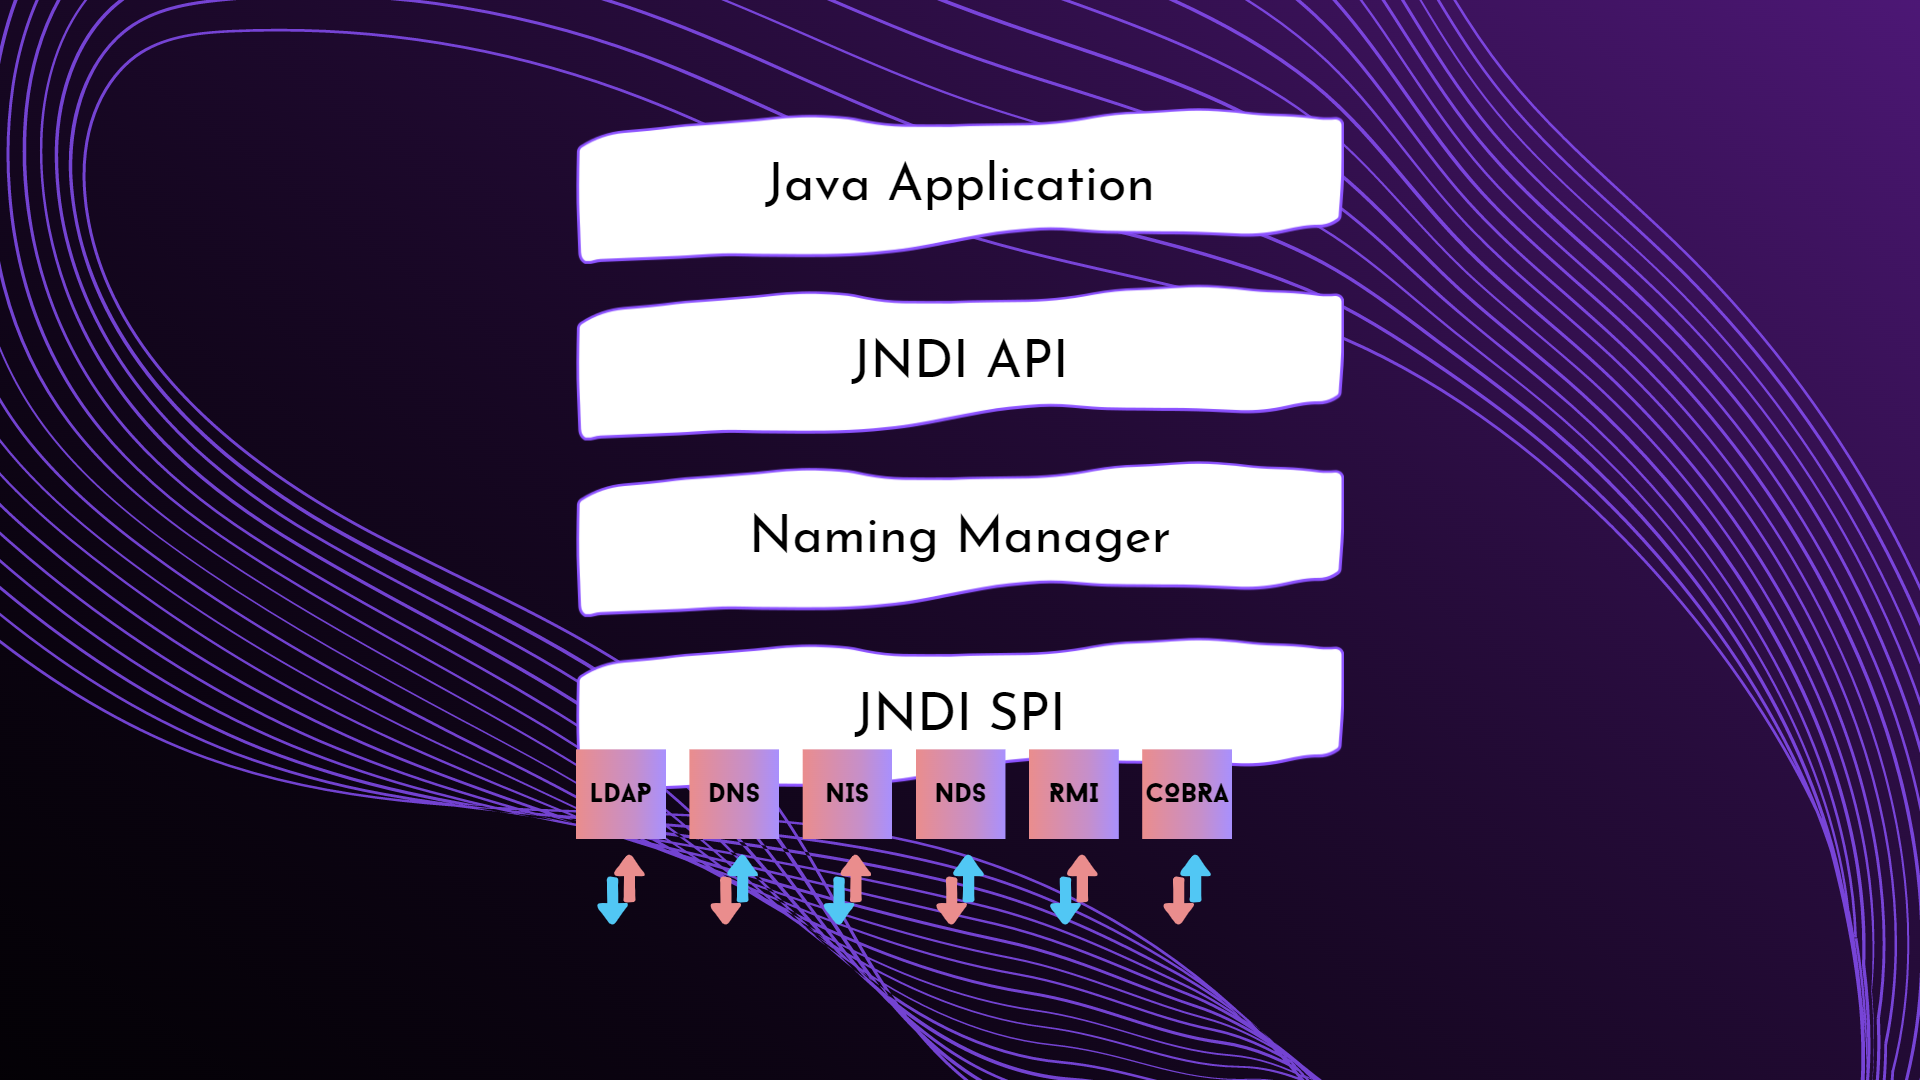 Java Application
JNDI API
Naming Manager
JNDI SPI
LDAP DNS NIS NDS RMI COBRA